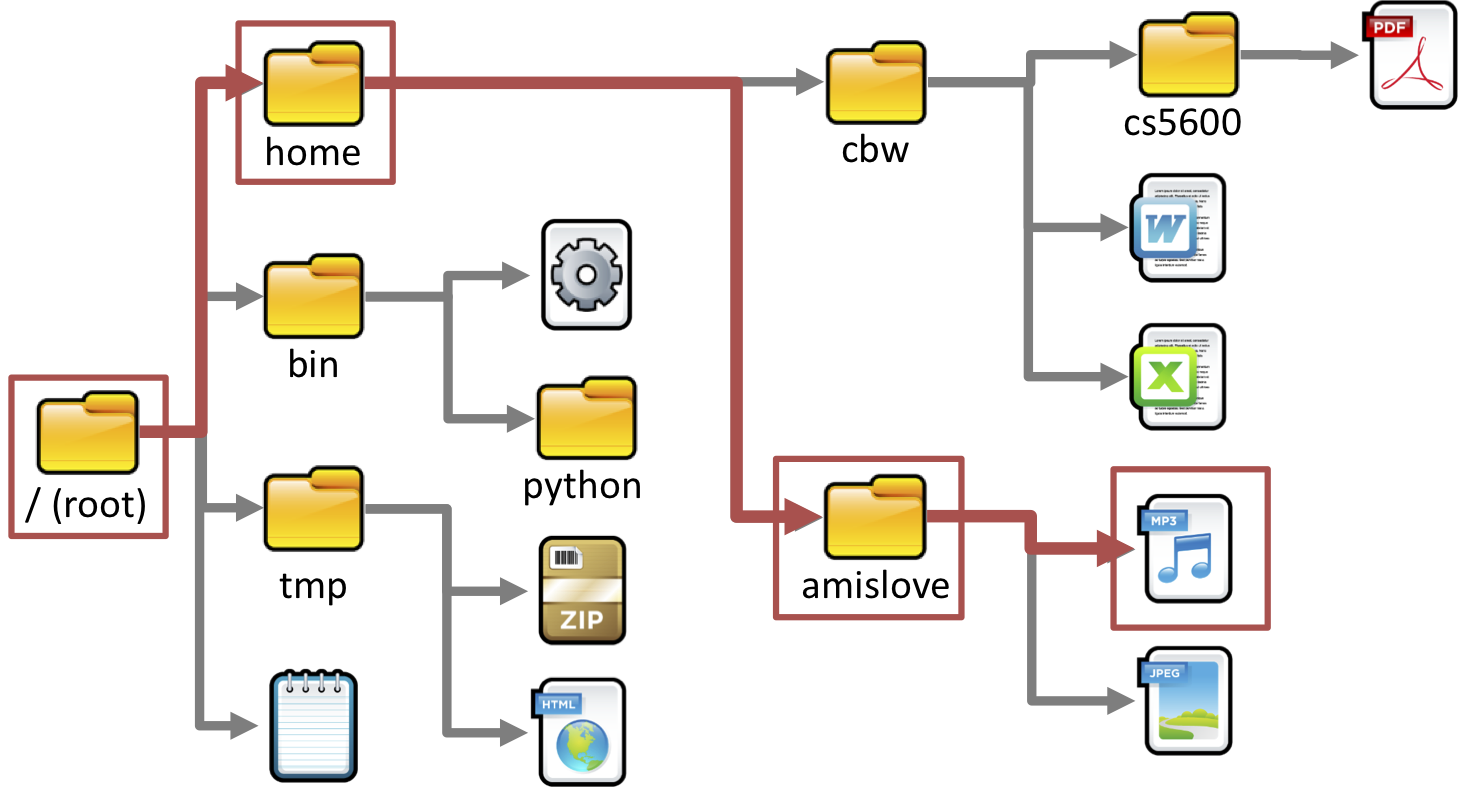 home
cbw
cs5600
PDF
W
bin
X
/ (root)
python
tmp
amislove
MP3
ZIP
HTML
JPEG